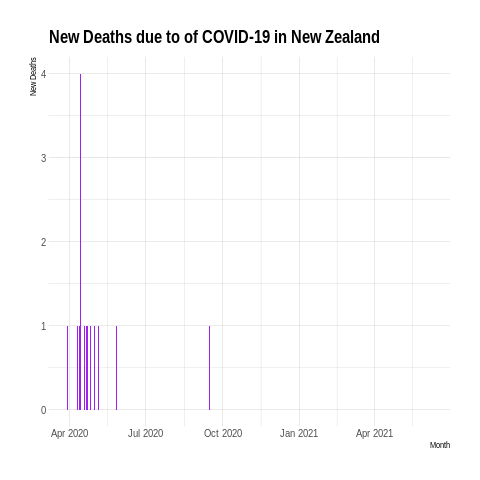 New Deaths due to of COVID-19 in New Zealand
New Deaths
4
3
2
1
0
Apr 2020 Jul 2020 Oct 2020 Jan 2021 Apr 2021
Month